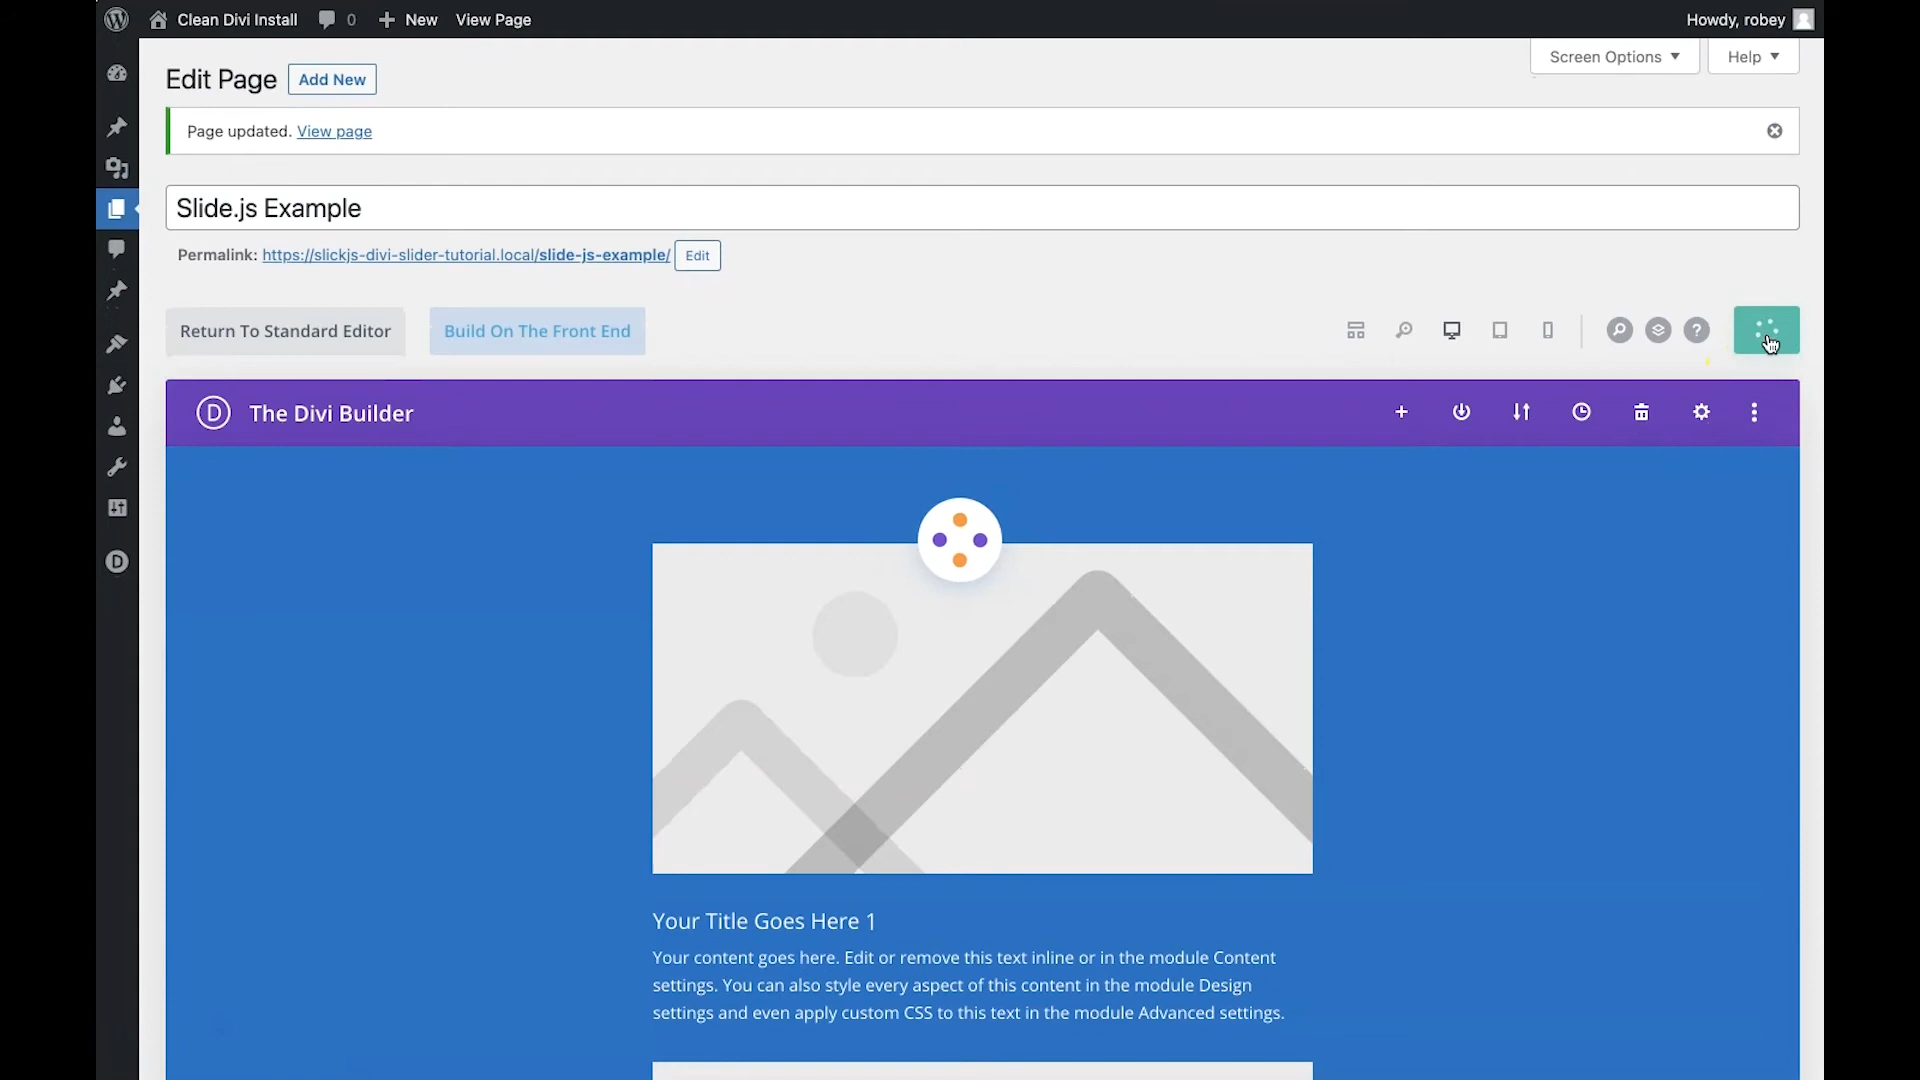 Clean Divi Install
0
New
View Page
Howdy, robey
Screen Options
Help
Edit Page
Add New
Page updated. View page
Slide.js Example
Permalink: https://slickjs-divi-slider-tutorial.local/slide-js-example/ Edit
Return To Standard Editor
Build On The Front End
?
D The Divi Builder
Your Title Goes Here 1
Your content goes here. Edit or remove this text inline or in the module Content
settings. You can also style every aspect of this content in the module Design
settings and even apply custom CSS to this text in the module Advanced settings.